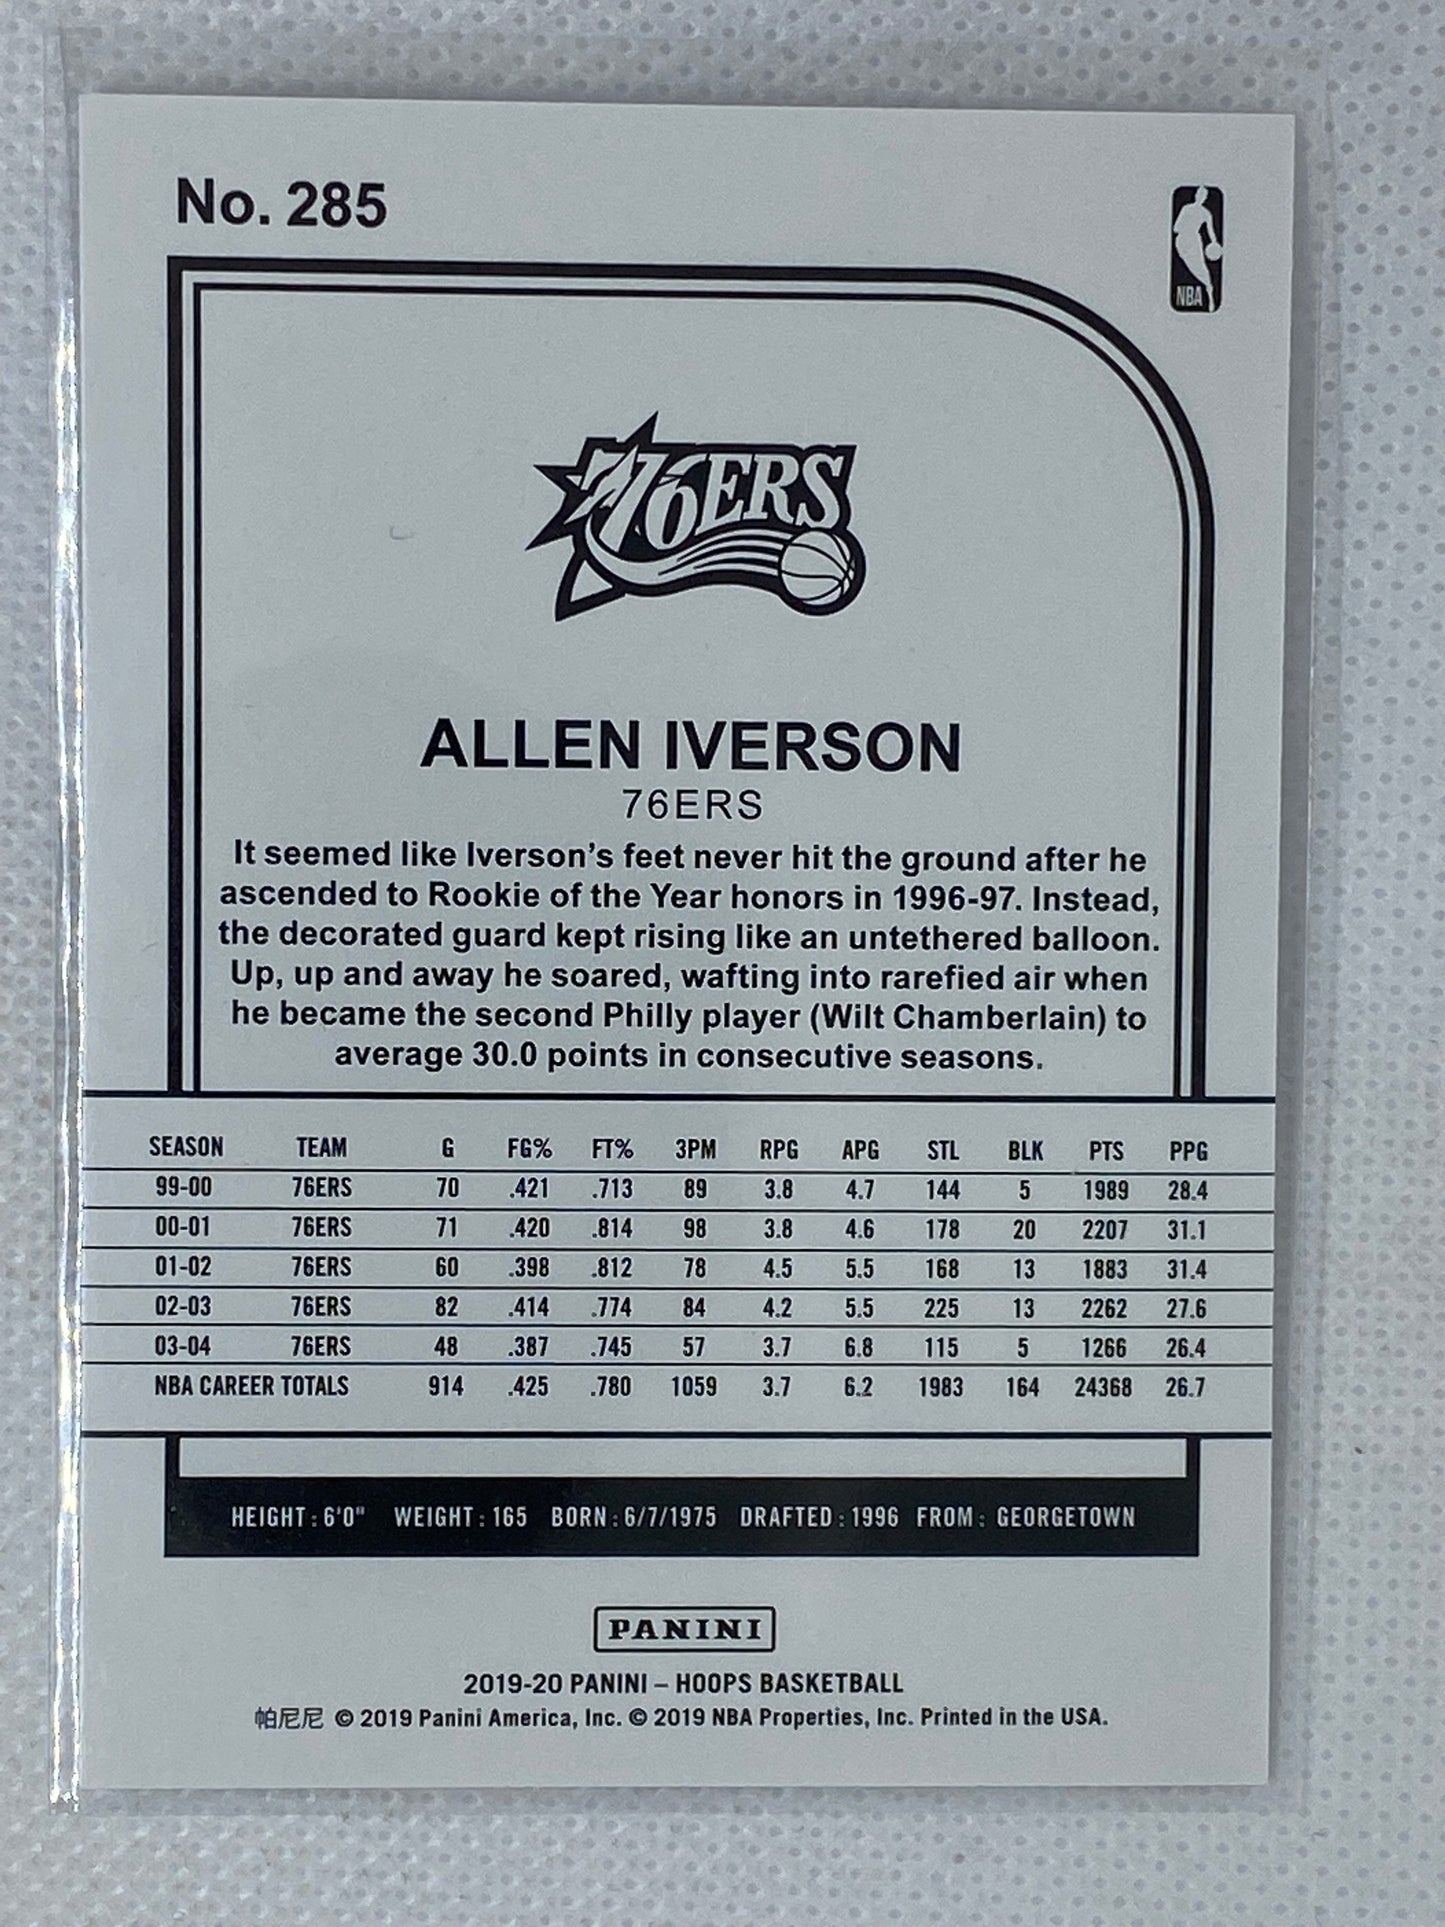 No. 285
NBA
76ERS
ALLEN IVERSON
76ERS
It seemed like Iverson's feet never hit the ground after he
ascended to Rookie of the Year honors in 1996-97. Instead,
the decorated guard kept rising like an untethered balloon.
Up, up and away he soared, wafting into rarefied air when
he became the second Philly player (Wilt Chamberlain) to
average 30.0 points in consecutive seasons.
SEASON TEAM G FG% FT% 3PM RPG APG STL BLK PTS PPG
99-00 76ERS 70 .421 .713 89 3.8 4.7 144 5 1989 28.4
00-01 76ERS 71 .420 .814 98 3.8 4.6 178 20 2207 31.1
01-02 76ERS 60 .398 .812 78 4.5 5.5 168 13 1883 31.4
02-03 76ERS 82 .414 .774 84 4.2 5.5 225 13 2262 27.6
03-04 76ERS 48 .387 .745 57 3.7 6.8 115 5 1266 26.4
NBA CAREER TOTALS 914 .425 .780 1059 3.7 6.2 1983 164 24368 26.7
HEIGHT: 6'0" WEIGHT: 165 BORN: 6/7/1975 DRAFTED: 1996 FROM: GEORGETOWN
PANINI
2019-20 PANINI – HOOPS BASKETBALL
帕尼尼 © 2019 Panini America, Inc. © 2019 NBA Properties, Inc. Printed in the USA.